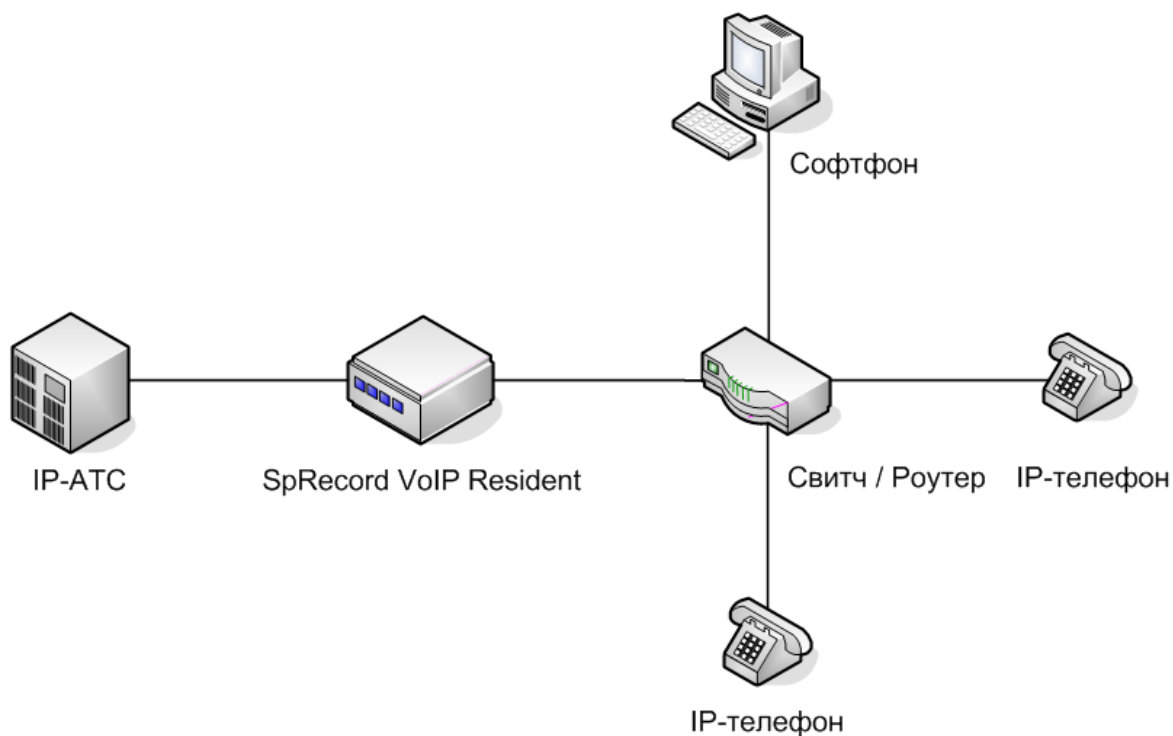 Софтфон
IP-АТС
SpRecord VoIP Resident
Свитч / Роутер
IP-телефон
IP-телефон